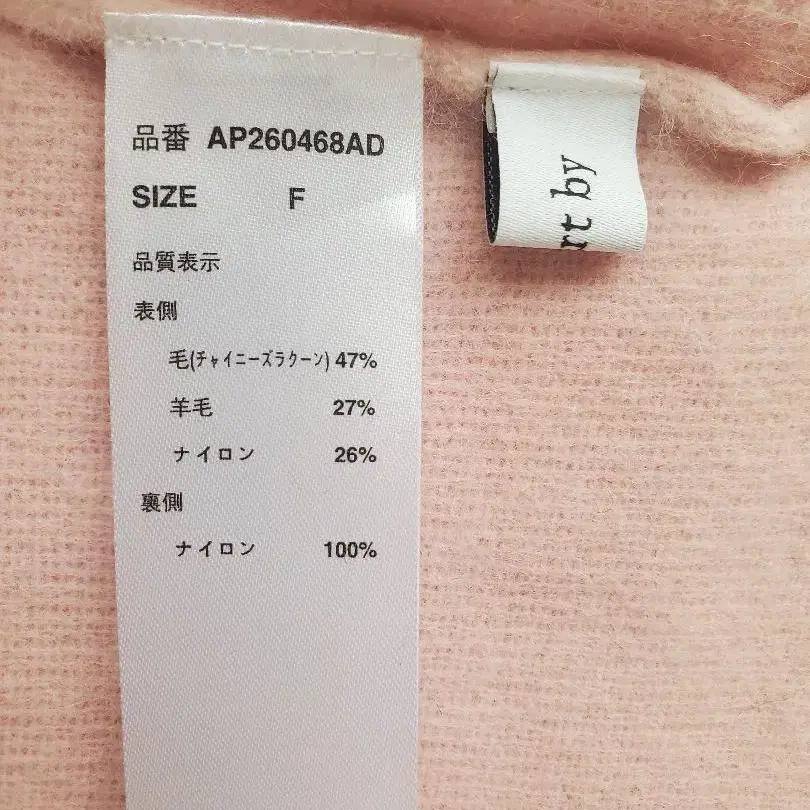 品番 AP260468AD
SIZE F
品質表示
表側
毛(ﾁｬｲﾆｰｽﾞﾗｸｰﾝ) 47%
羊毛 27%
ナイロン 26%
裏側
ナイロン 100%
by